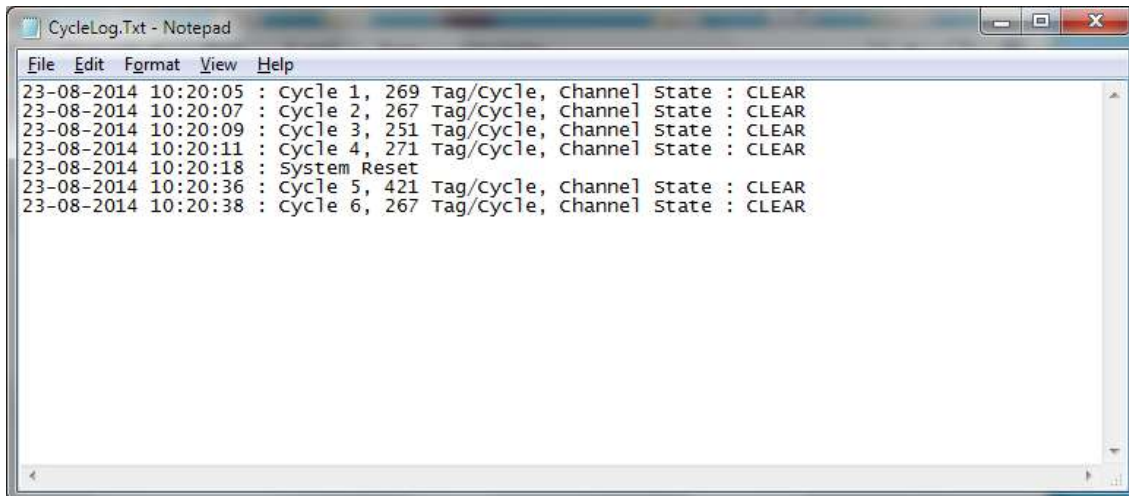 CycleLog.Txt - Notepad
File Edit Format View Help
23-08-2014 10:20:05 : Cycle 1, 269 Tag/Cycle, Channel State : CLEAR
23-08-2014 10:20:07 : Cycle 2, 267 Tag/Cycle, Channel State : CLEAR
23-08-2014 10:20:09 : Cycle 3, 251 Tag/Cycle, Channel State : CLEAR
23-08-2014 10:20:11 : Cycle 4, 271 Tag/Cycle, Channel State : CLEAR
23-08-2014 10:20:18 : System Reset
23-08-2014 10:20:36 : Cycle 5, 421 Tag/Cycle, Channel State : CLEAR
23-08-2014 10:20:38 : Cycle 6, 267 Tag/Cycle, Channel State : CLEAR